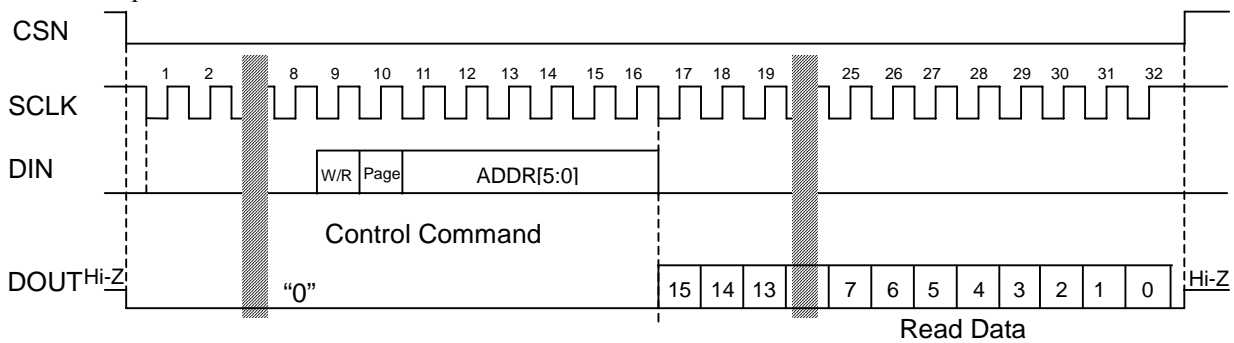 CSN
1 2 8 9 10 11 12 13 14 15 16 17 18 19 25 26 27 28 29 30 31 32
SCLK
DIN
W/R Page ADDR[5:0]
Control Command
DOUT Hi-Z "0" 15 14 13 7 6 5 4 3 2 1 0 Hi-Z
Read Data